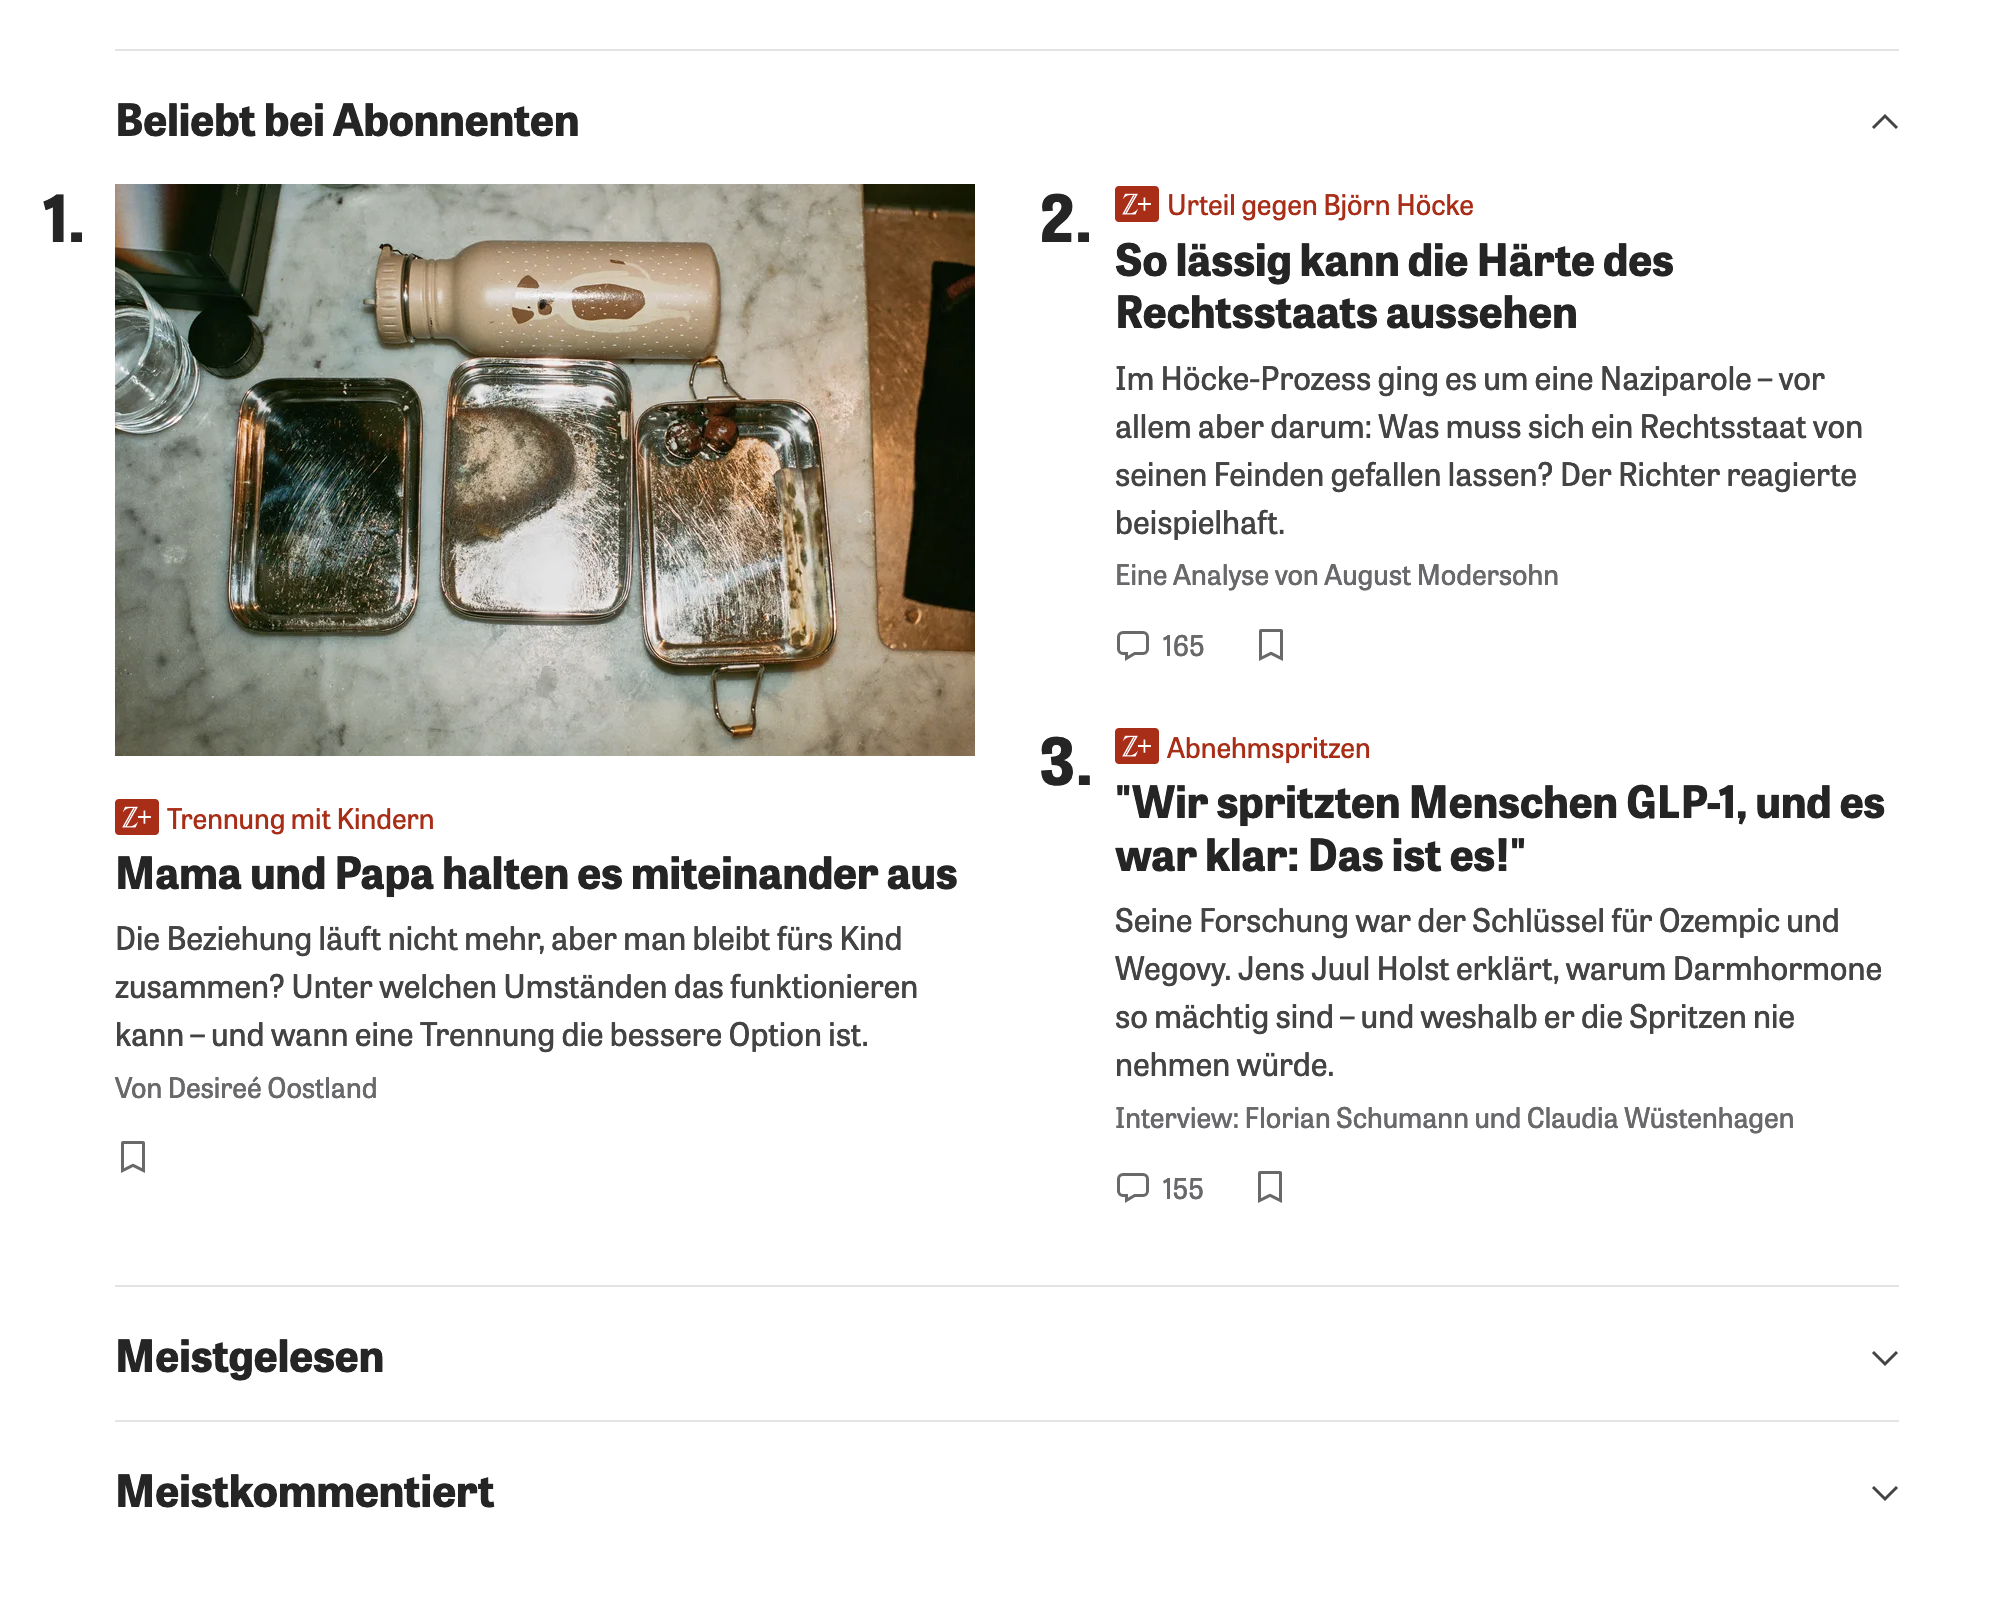 Beliebt bei Abonnenten
1.
Z+ Trennung mit Kindern
Mama und Papa halten es miteinander aus
Die Beziehung läuft nicht mehr, aber man bleibt fürs Kind
zusammen? Unter welchen Umständen das funktionieren
kann – und wann eine Trennung die bessere Option ist.
Von Desireé Oostland
2.
Z+ Urteil gegen Björn Höcke
So lässig kann die Härte des
Rechtsstaats aussehen
Im Höcke-Prozess ging es um eine Naziparole – vor
allem aber darum: Was muss sich ein Rechtsstaat von
seinen Feinden gefallen lassen? Der Richter reagierte
beispielhaft.
Eine Analyse von August Modersohn
165
3.
Z+ Abnehmspritzen
"Wir spritzten Menschen GLP-1, und es
war klar: Das ist es!"
Seine Forschung war der Schlüssel für Ozempic und
Wegovy. Jens Juul Holst erklärt, warum Darmhormone
so mächtig sind – und weshalb er die Spritzen nie
nehmen würde.
Interview: Florian Schumann und Claudia Wüstenhagen
155
Meistgelesen
Meistkommentiert